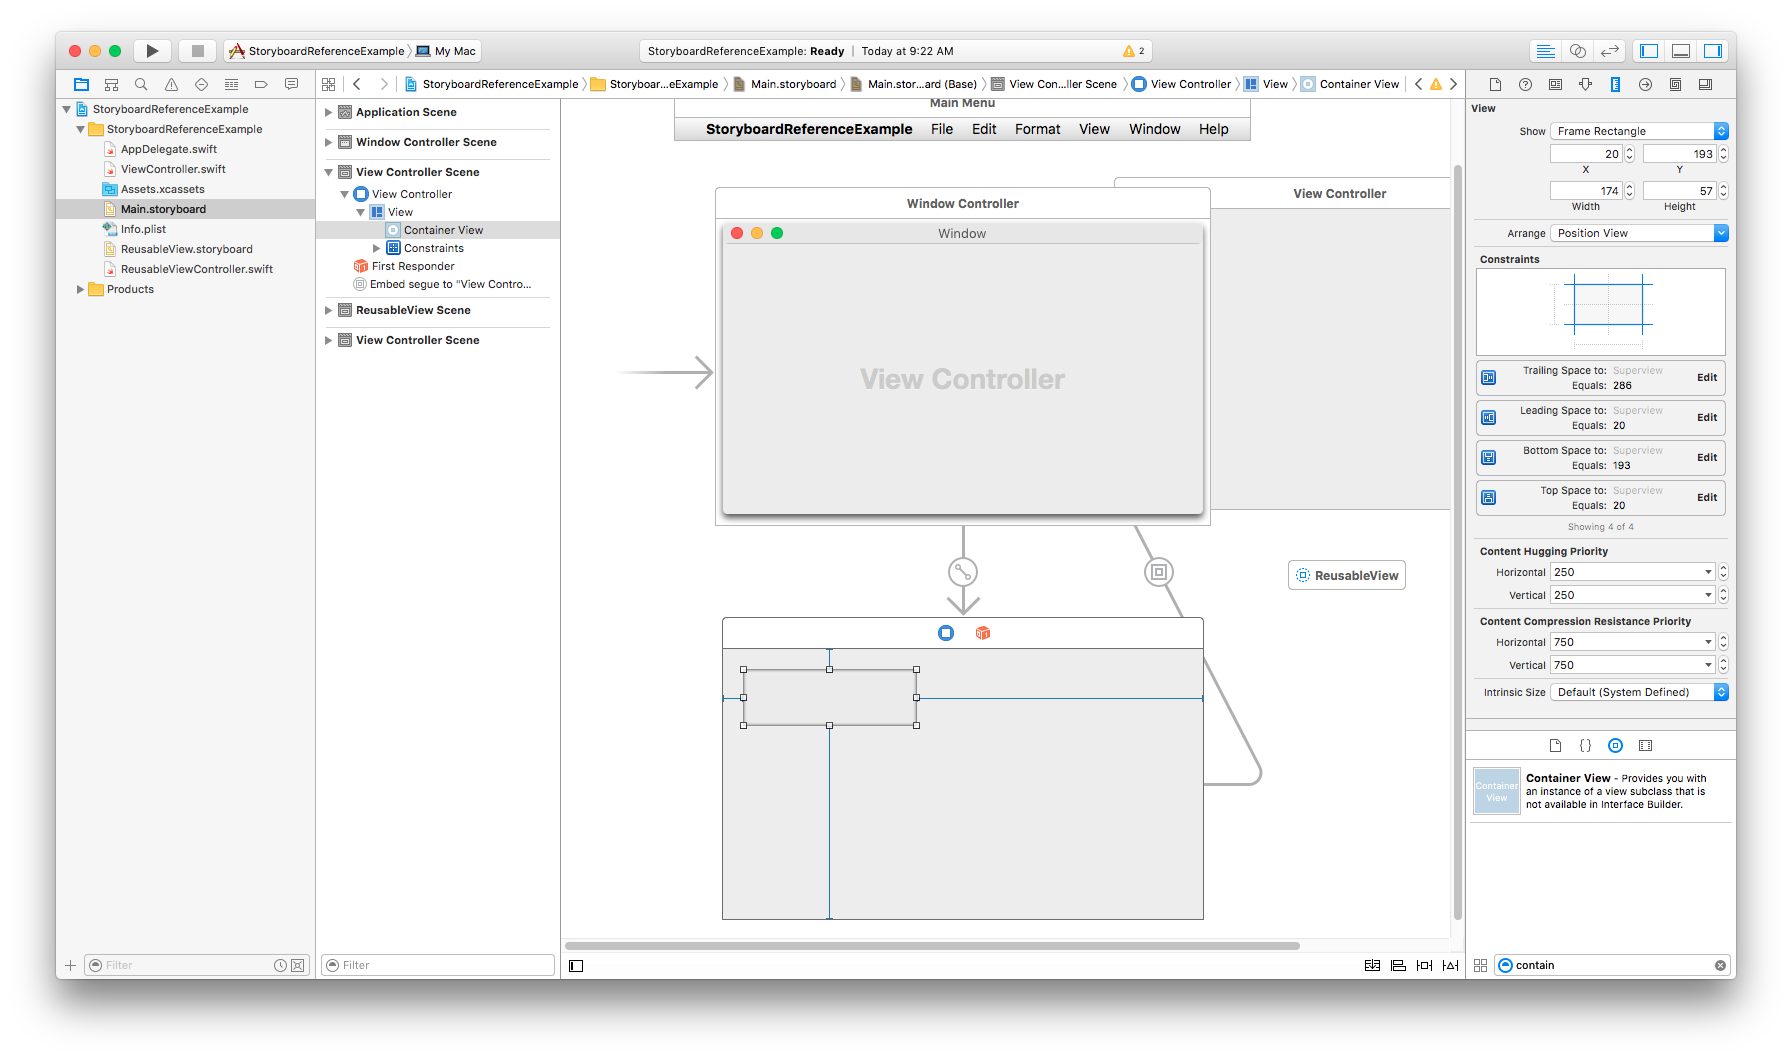 StoryboardReferenceExample My Mac
StoryboardReferenceExample: Ready | Today at 9:22 AM
2
StoryboardReferenceExample Storyboar...eExample Main.storyboard Main.stor...ard (Base) View Con...ller Scene View Controller View Container View
StoryboardReferenceExample
StoryboardReferenceExample
AppDelegate.swift
ViewController.swift
Assets.xcassets
Main.storyboard
Info.plist
ReusableView.storyboard
ReusableViewController.swift
Products
Filter
Application Scene
Window Controller Scene
View Controller Scene
View Controller
View
Container View
Constraints
First Responder
Embed segue to "View Contro...
ReusableView Scene
View Controller Scene
Filter
Main Menu
StoryboardReferenceExample File Edit Format View Window Help
Window Controller
Window
View Controller
View Controller
ReusableView
View
Show Frame Rectangle
20 193
X Y
174 57
Width Height
Arrange Position View
Constraints
Trailing Space to: Superview
Equals: 286
Edit
Leading Space to: Superview
Equals: 20
Edit
Bottom Space to: Superview
Equals: 193
Edit
Top Space to: Superview
Equals: 20
Edit
Showing 4 of 4
Content Hugging Priority
Horizontal 250
Vertical 250
Content Compression Resistance Priority
Horizontal 750
Vertical 750
Intrinsic Size Default (System Defined)
{}
Container
View
Container View - Provides you with
an instance of a view subclass that is
not available in Interface Builder.
contain